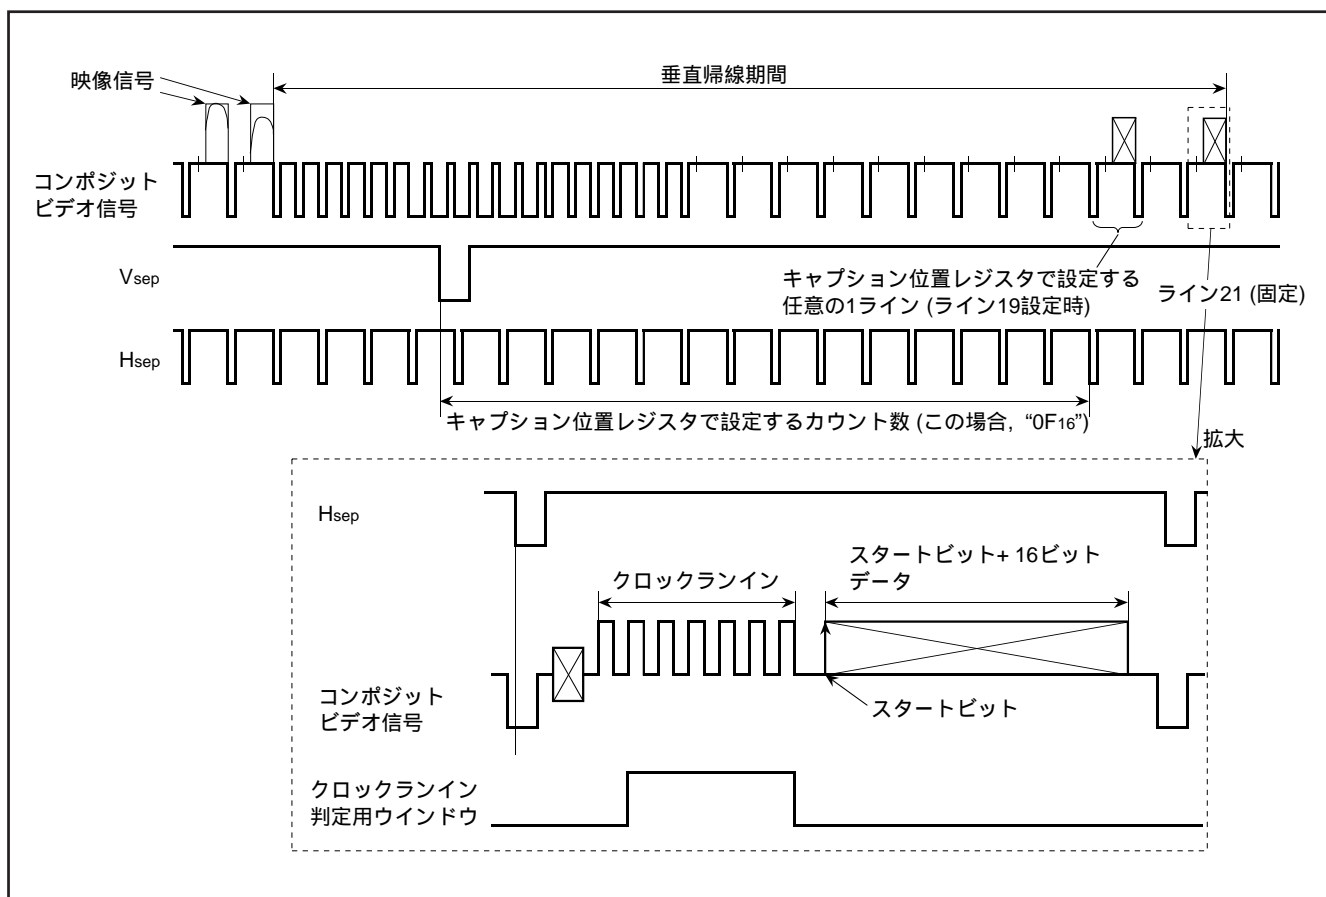 垂直帰線期間
映像信号
コンポジット
ビデオ信号
Vsep
キャプション位置レジスタで設定する
任意の1ライン (ライン19設定時)
ライン21 (固定)
Hsep
キャプション位置レジスタで設定するカウント数 (この場合, “0F16”)
拡大
Hsep
スタートビット+ 16ビット
データ
クロックランイン
コンポジット
ビデオ信号
スタートビット
クロックランイン
判定用ウインドウ